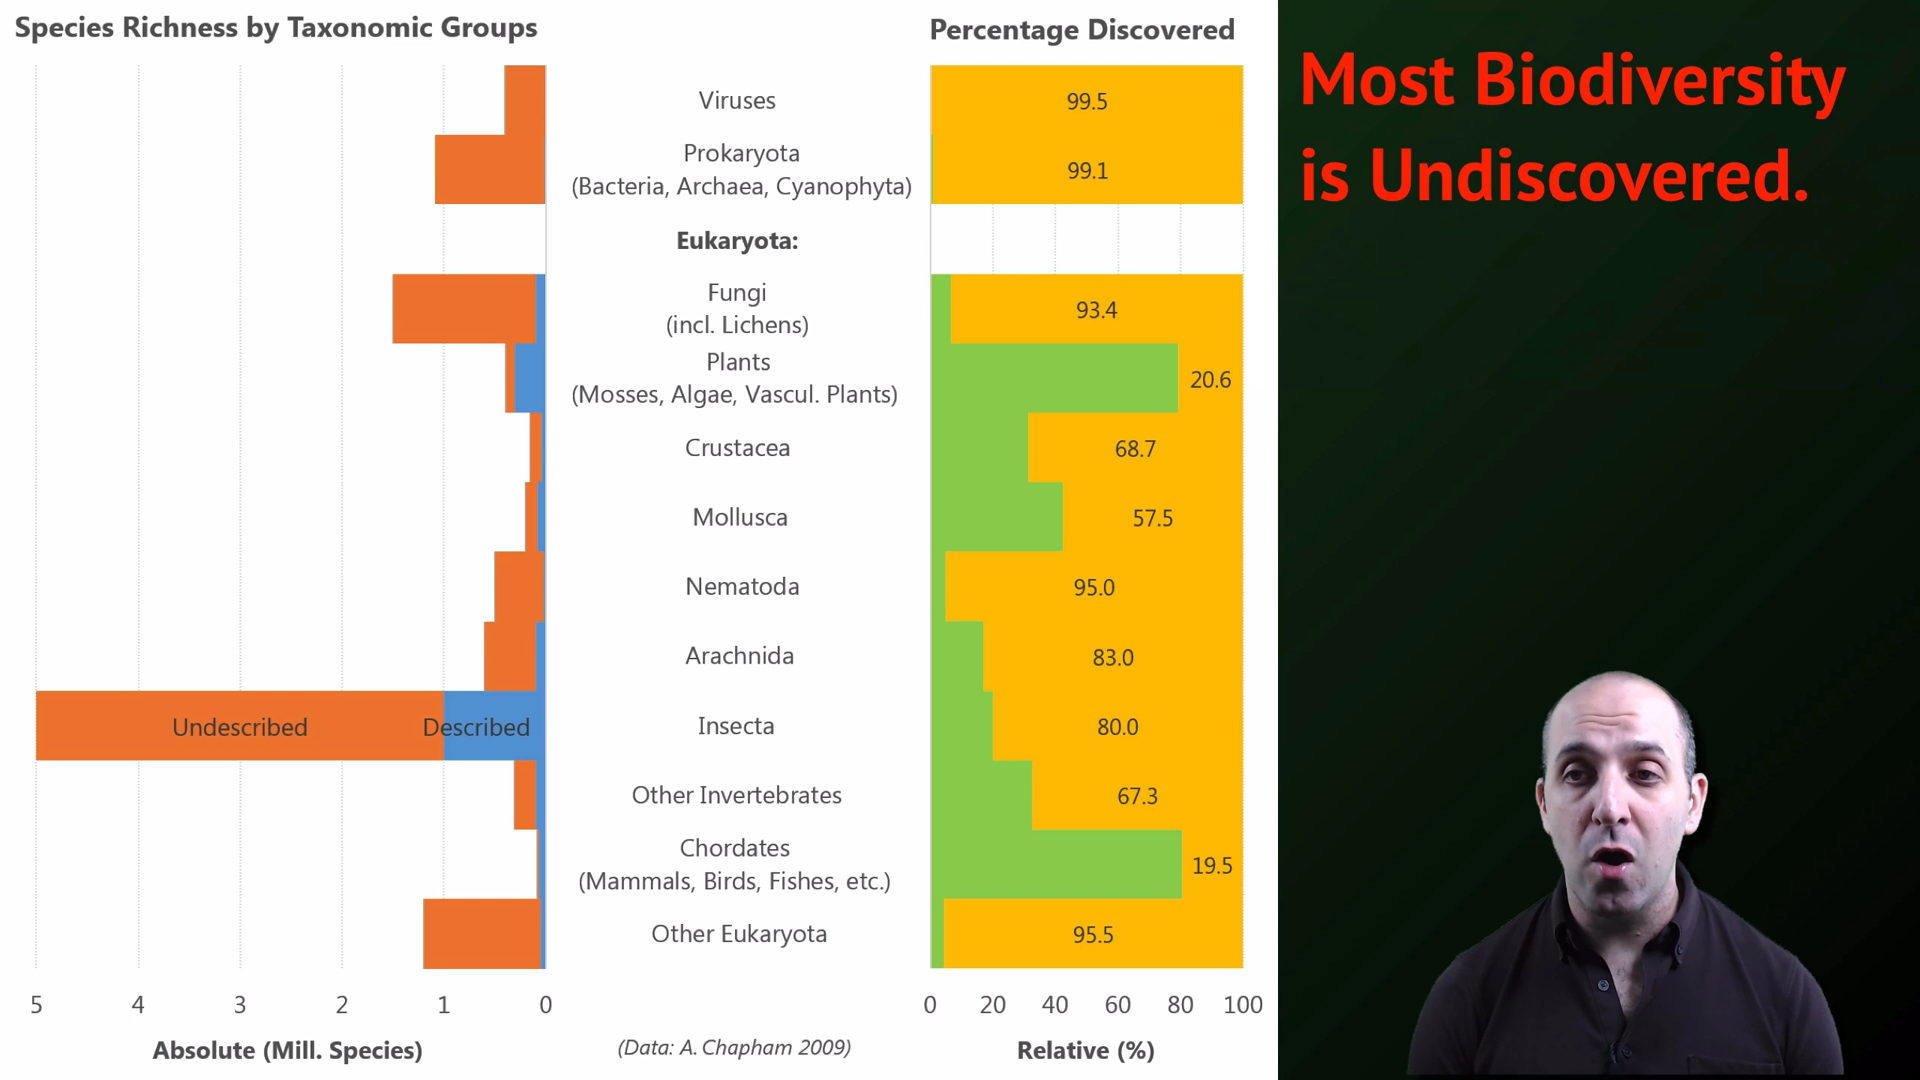 Species Richness by Taxonomic Groups
Percentage Discovered
Most Biodiversity
is Undiscovered.
Viruses
99.5
Prokaryota
(Bacteria, Archaea, Cyanophyta)
99.1
Eukaryota:
Fungi
(incl. Lichens)
93.4
Plants
(Mosses, Algae, Vascul. Plants)
20.6
Crustacea
68.7
Mollusca
57.5
Nematoda
95.0
Arachnida
83.0
Undescribed
Described
Insecta
80.0
Other Invertebrates
67.3
Chordates
(Mammals, Birds, Fishes, etc.)
19.5
Other Eukaryota
95.5
5 4 3 2 1 0
0 20 40 60 80 100
Absolute (Mill. Species)
(Data: A. Chapham 2009)
Relative (%)